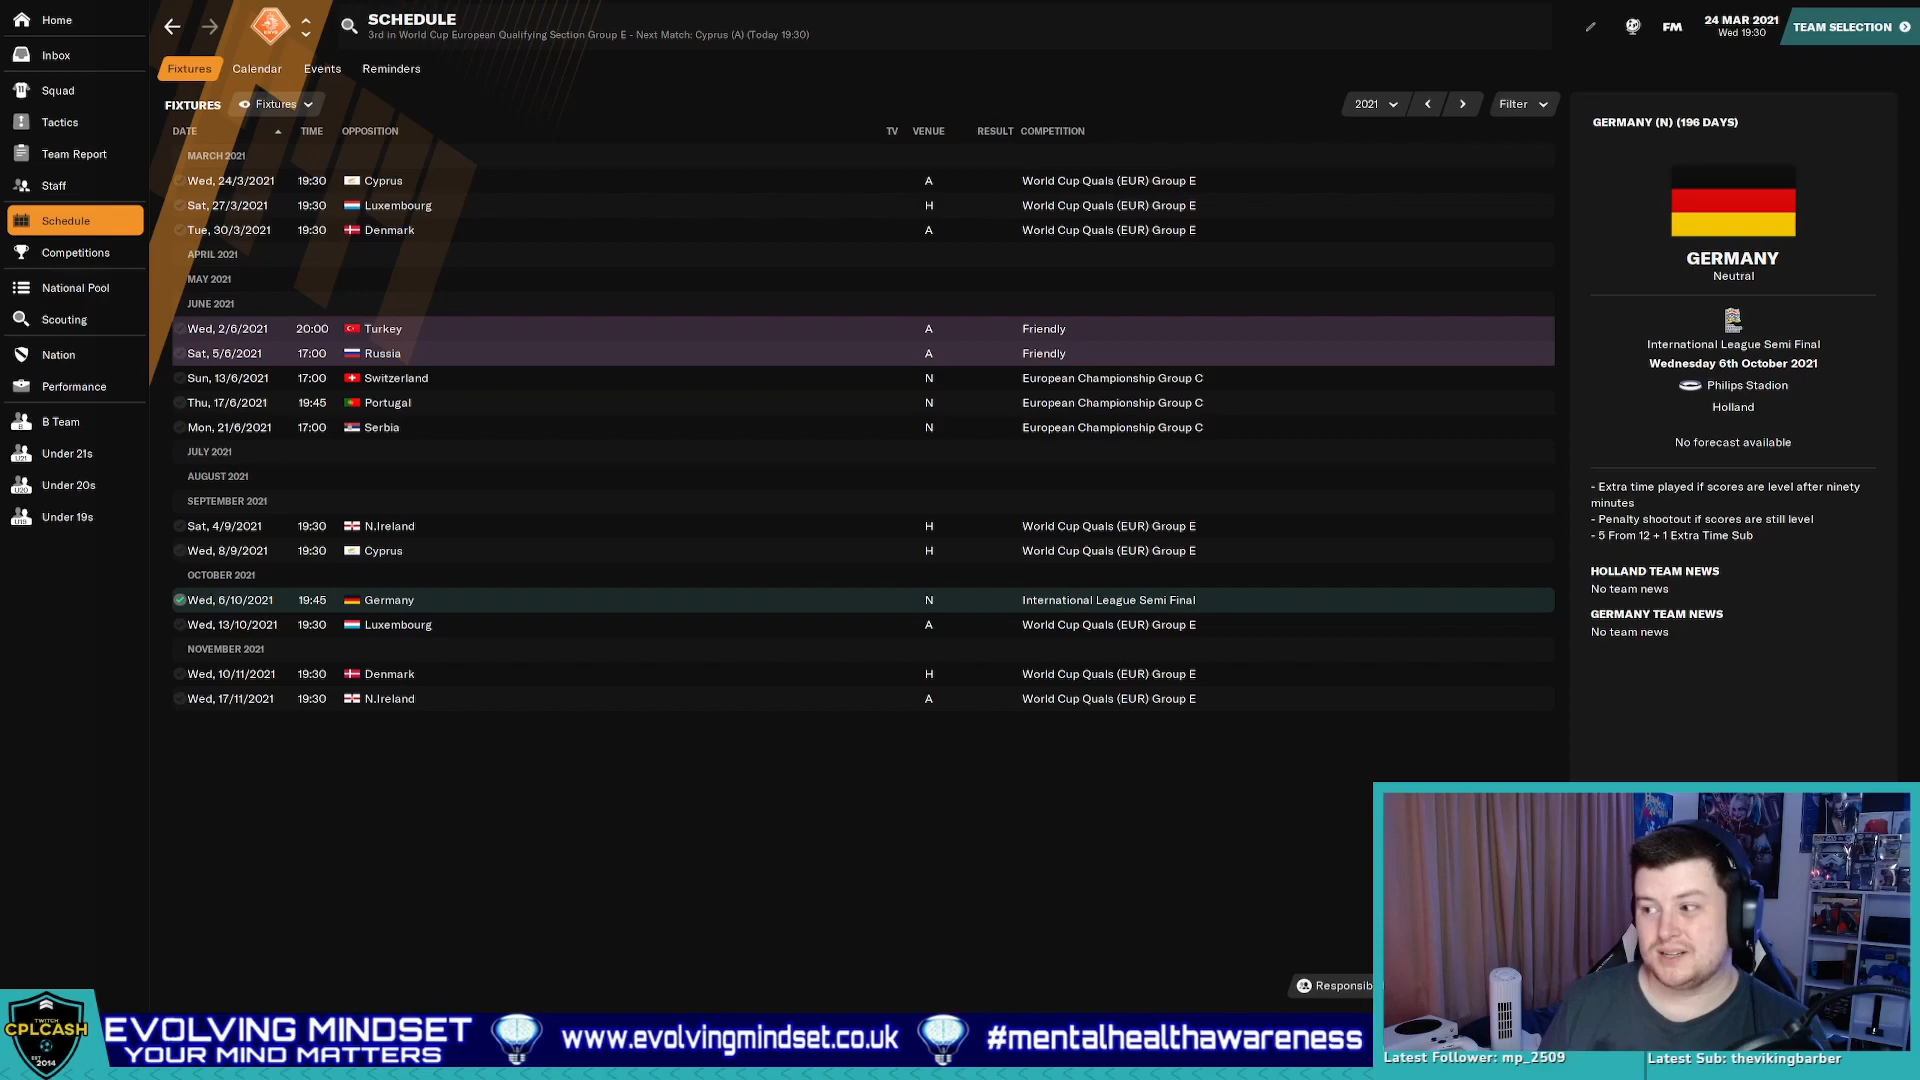 Home
Inbox
Squad
Tactics
Team Report
Staff
Schedule
Competitions
National Pool
Scouting
Nation
Performance
B Team
Under 21s
Under 20s
Under 19s
SCHEDULE
3rd in World Cup European Qualifying Section Group E - Next Match: Cyprus (A) (Today 19:30)
FM
24 MAR 2021
Wed 19:30
TEAM SELECTION
Fixtures Calendar Events Reminders
FIXTURES Fixtures 2021 Filter
DATE TIME OPPOSITION TV VENUE RESULT COMPETITION
MARCH 2021
Wed, 24/3/2021 19:30 Cyprus A World Cup Quals (EUR) Group E
Sat, 27/3/2021 19:30 Luxembourg H World Cup Quals (EUR) Group E
Tue, 30/3/2021 19:30 Denmark A World Cup Quals (EUR) Group E
APRIL 2021
MAY 2021
JUNE 2021
Wed, 2/6/2021 20:00 Turkey A Friendly
Sat, 5/6/2021 17:00 Russia A Friendly
Sun, 13/6/2021 17:00 Switzerland N European Championship Group C
Thu, 17/6/2021 19:45 Portugal N European Championship Group C
Mon, 21/6/2021 17:00 Serbia N European Championship Group C
JULY 2021
AUGUST 2021
SEPTEMBER 2021
Sat, 4/9/2021 19:30 N.Ireland H World Cup Quals (EUR) Group E
Wed, 8/9/2021 19:30 Cyprus H World Cup Quals (EUR) Group E
OCTOBER 2021
Wed, 6/10/2021 19:45 Germany N International League Semi Final
Wed, 13/10/2021 19:30 Luxembourg A World Cup Quals (EUR) Group E
NOVEMBER 2021
Wed, 10/11/2021 19:30 Denmark H World Cup Quals (EUR) Group E
Wed, 17/11/2021 19:30 N.Ireland A World Cup Quals (EUR) Group E
GERMANY (N) (196 DAYS)
GERMANY
Neutral
International League Semi Final
Wednesday 6th October 2021
Philips Stadion
Holland
No forecast available
- Extra time played if scores are level after ninety
minutes
- Penalty shootout if scores are still level
- 5 From 12 + 1 Extra Time Sub
HOLLAND TEAM NEWS
No team news
GERMANY TEAM NEWS
No team news
Responsib
TWITCH
CPLCASH
EST
2014
EVOLVING MINDSET
YOUR MIND MATTERS
www.evolvingmindset.co.uk
#mentalhealthawareness
Latest Follower: mp_2509
Latest Sub: thevikingbarber